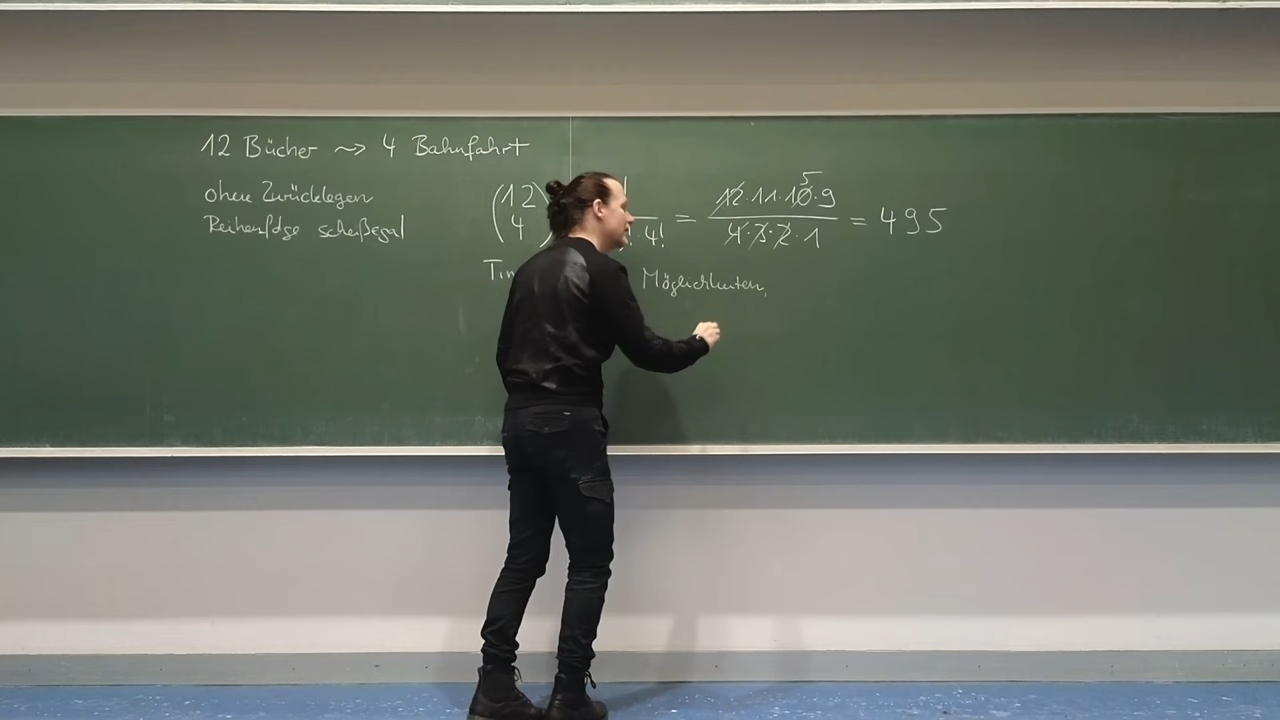 12 Bücher ⤳ 4 Bahnfahrt
ohne Zurücklegen
Reihenfolge scheißegal
(12 4) ! ! 4! = 12·11·10·9 5 / 4·3·2·1 = 495
Möglichkeiten,